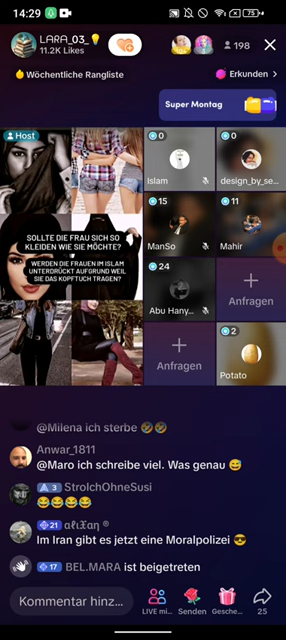 14:29
75
LARA_03_💡
11.2K Likes
198
Wöchentliche Rangliste
Erkunden >
Super Montag
Host
SOLLTE DIE FRAU SICH SO
KLEIDEN WIE SIE MÖCHTE?
WERDEN DIE FRAUEN IM ISLAM
UNTERDRÜCKT AUFGRUND WEIL
SIE DAS KOPFTUCH TRAGEN?
0
Islam
0
design_by_se...
15
ManSo
11
Mahir
24
Abu Hany...
+
Anfragen
+
Anfragen
2
Potato
@Milena ich sterbe 🤣🤣
Anwar_1811
@Maro ich schreibe viel. Was genau 😅
3 StrolchOhneSusi
😂😂😂😂
21 αℓιҲαη ®
Im Iran gibt es jetzt eine Moralpolizei 😎
17 BEL.MARA ist beigetreten
Kommentar hinz...
LIVE mi...
Senden
Gesche...
25